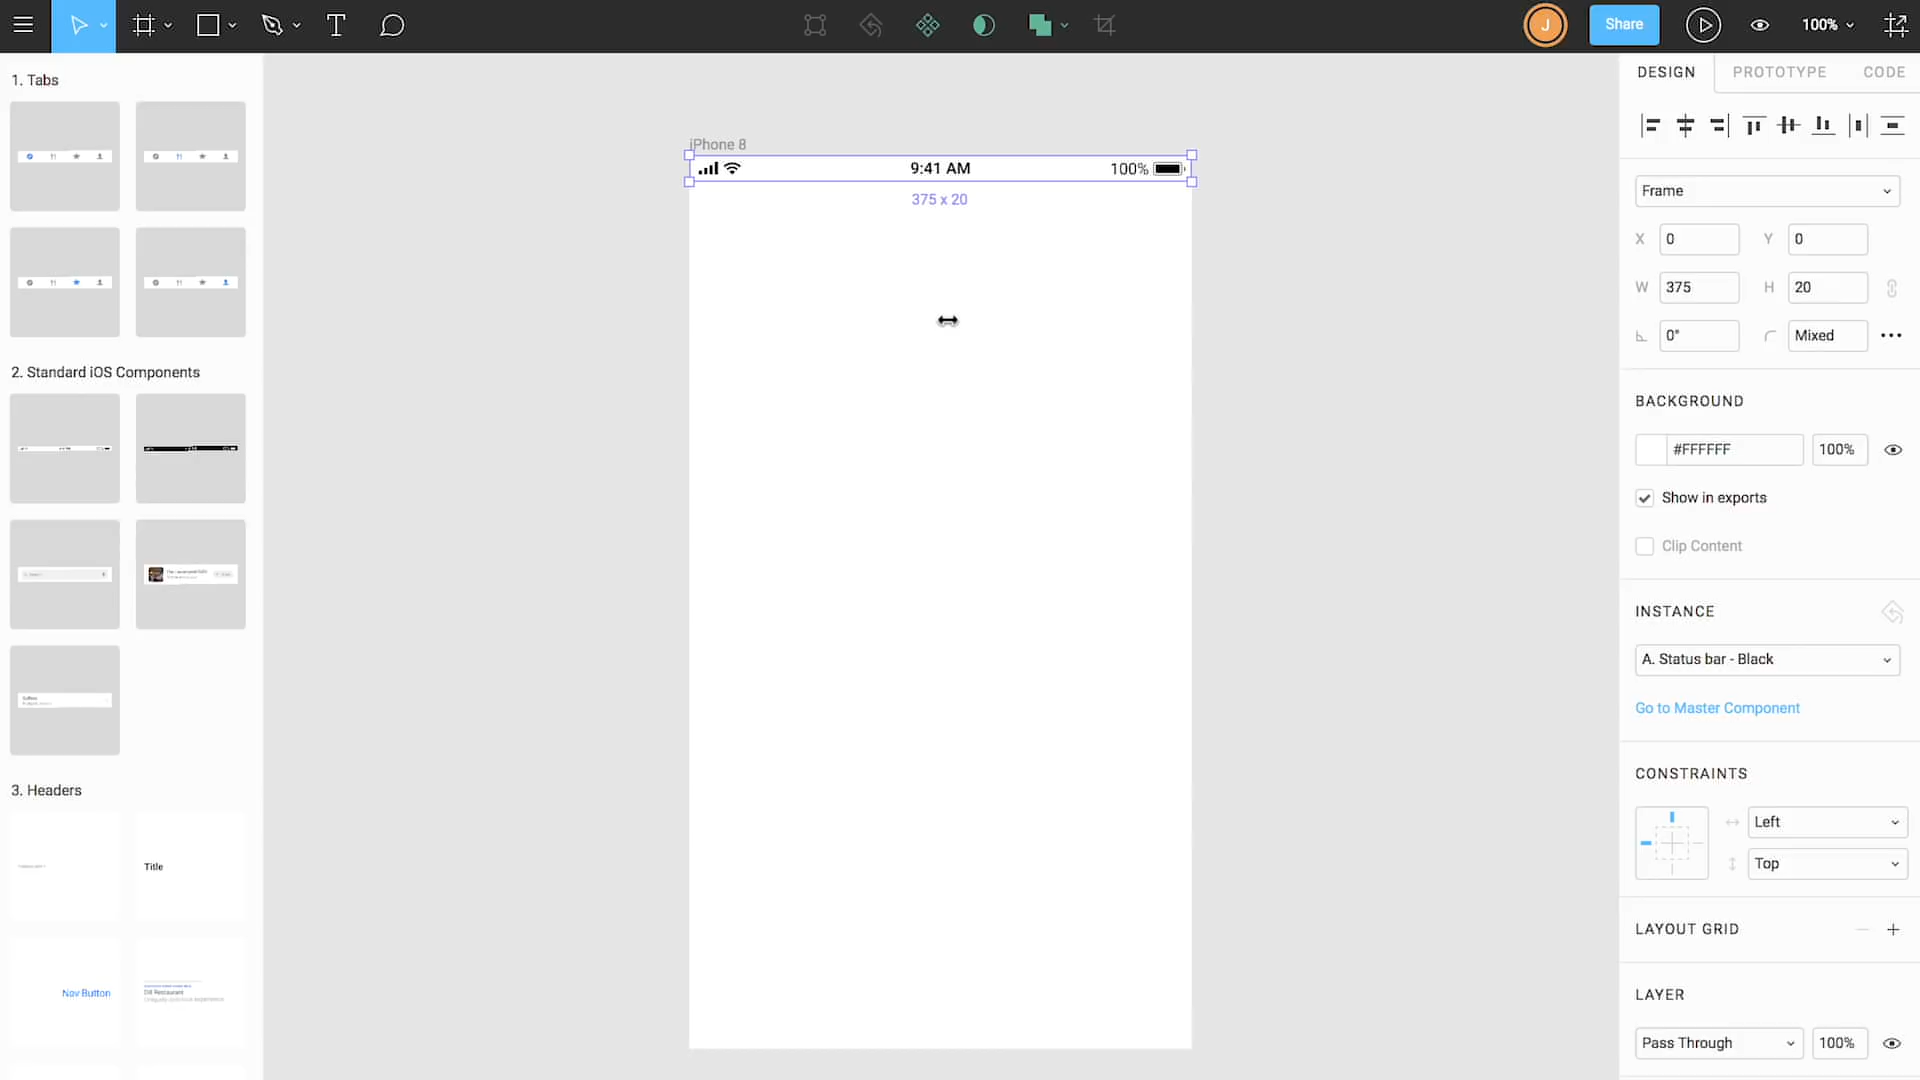 J
Share
100%
1. Tabs
2. Standard iOS Components
3. Headers
Title
Nav Button
Dill Restaurant
iPhone 8
9:41 AM
100%
375 x 20
DESIGN
PROTOTYPE
CODE
Frame
X
0
Y
0
W
375
H
20
0°
Mixed
BACKGROUND
#FFFFFF
100%
Show in exports
Clip Content
INSTANCE
A. Status bar - Black
Go to Master Component
CONSTRAINTS
Left
Top
LAYOUT GRID
LAYER
Pass Through
100%